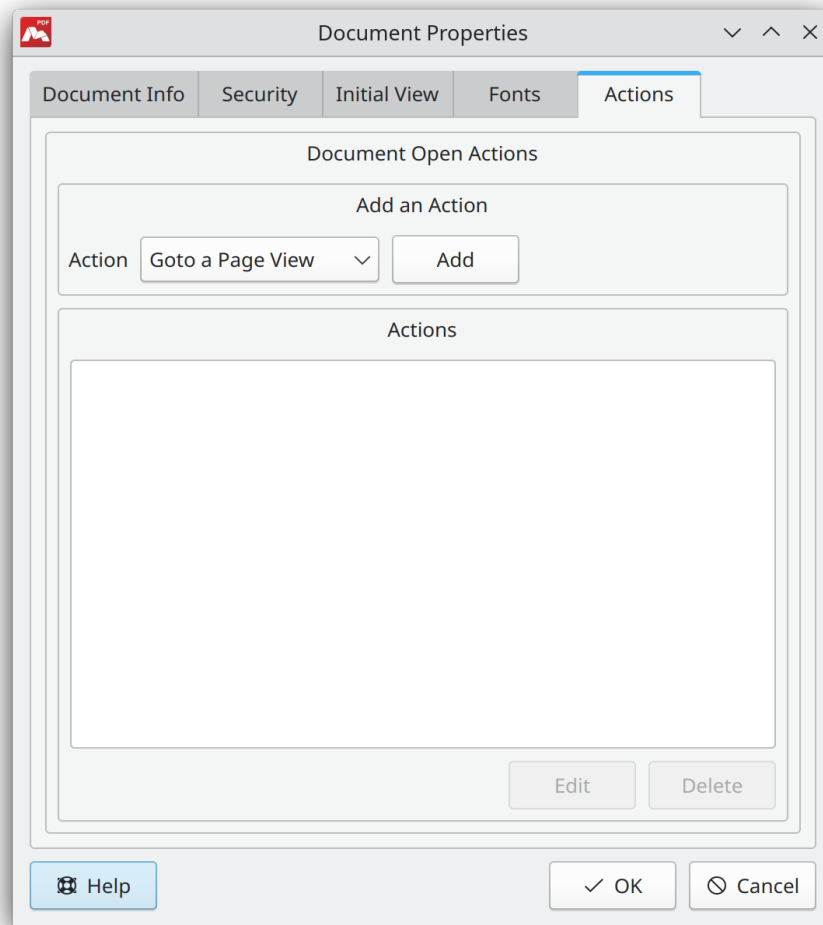 PDF
Document Properties
Document Info Security Initial View Fonts Actions
Document Open Actions
Add an Action
Action Goto a Page View Add
Actions
Edit Delete
Help OK Cancel